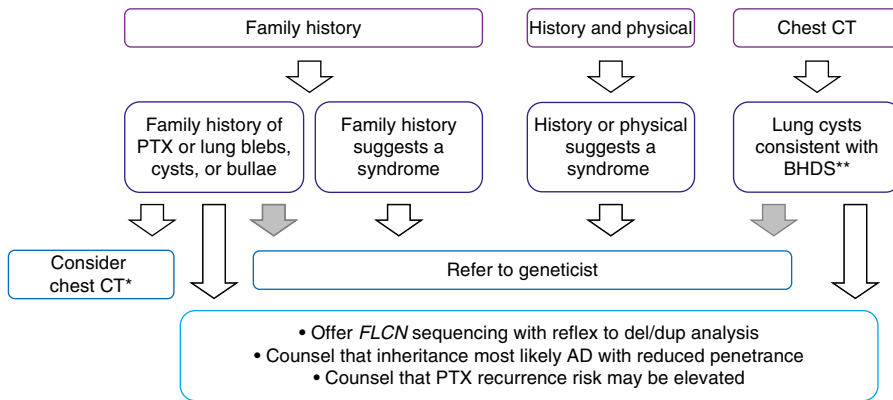 Family history
History and physical
Chest CT
Family history of
PTX or lung blebs,
cysts, or bullae
Family history
suggests a
syndrome
History or physical
suggests a
syndrome
Lung cysts
consistent with
BHDS**
Consider
chest CT*
Refer to geneticist
• Offer FLCN sequencing with reflex to del/dup analysis
• Counsel that inheritance most likely AD with reduced penetrance
• Counsel that PTX recurrence risk may be elevated